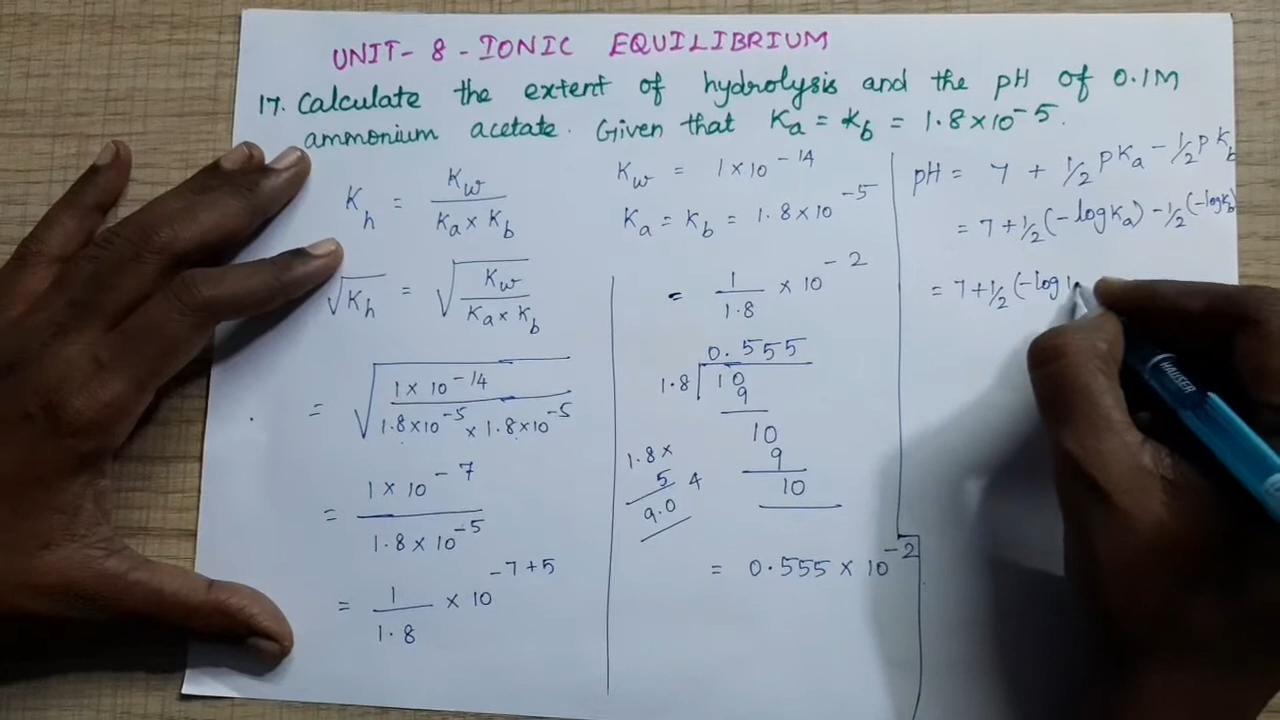 UNIT- 8 - IONIC EQUILIBRIUM
17. Calculate the extent of hydrolysis and the pH of 0.1M
ammonium acetate. Given that Ka = Kb = 1.8×10⁻⁵.
Kh = Kw / Ka × Kb
√Kh = √(Kw / Ka × Kb)
= √(1 × 10⁻¹⁴ / 1.8×10⁻⁵ × 1.8×10⁻⁵)
= 1 × 10⁻⁷ / 1.8 × 10⁻⁵
= 1 / 1.8 × 10⁻⁷⁺⁵
Kw = 1 × 10⁻¹⁴
Ka = Kb = 1.8 × 10⁻⁵
= 1 / 1.8 × 10⁻²
0.555
1.8 10
9
10
9
10
1.8 ×
5 4
9.0
= 0.555 × 10⁻²
pH = 7 + 1/2 pKa - 1/2 pKb
= 7 + 1/2 (- log Ka) - 1/2 (- log Kb)
= 7 + 1/2 (- log
HAUSER